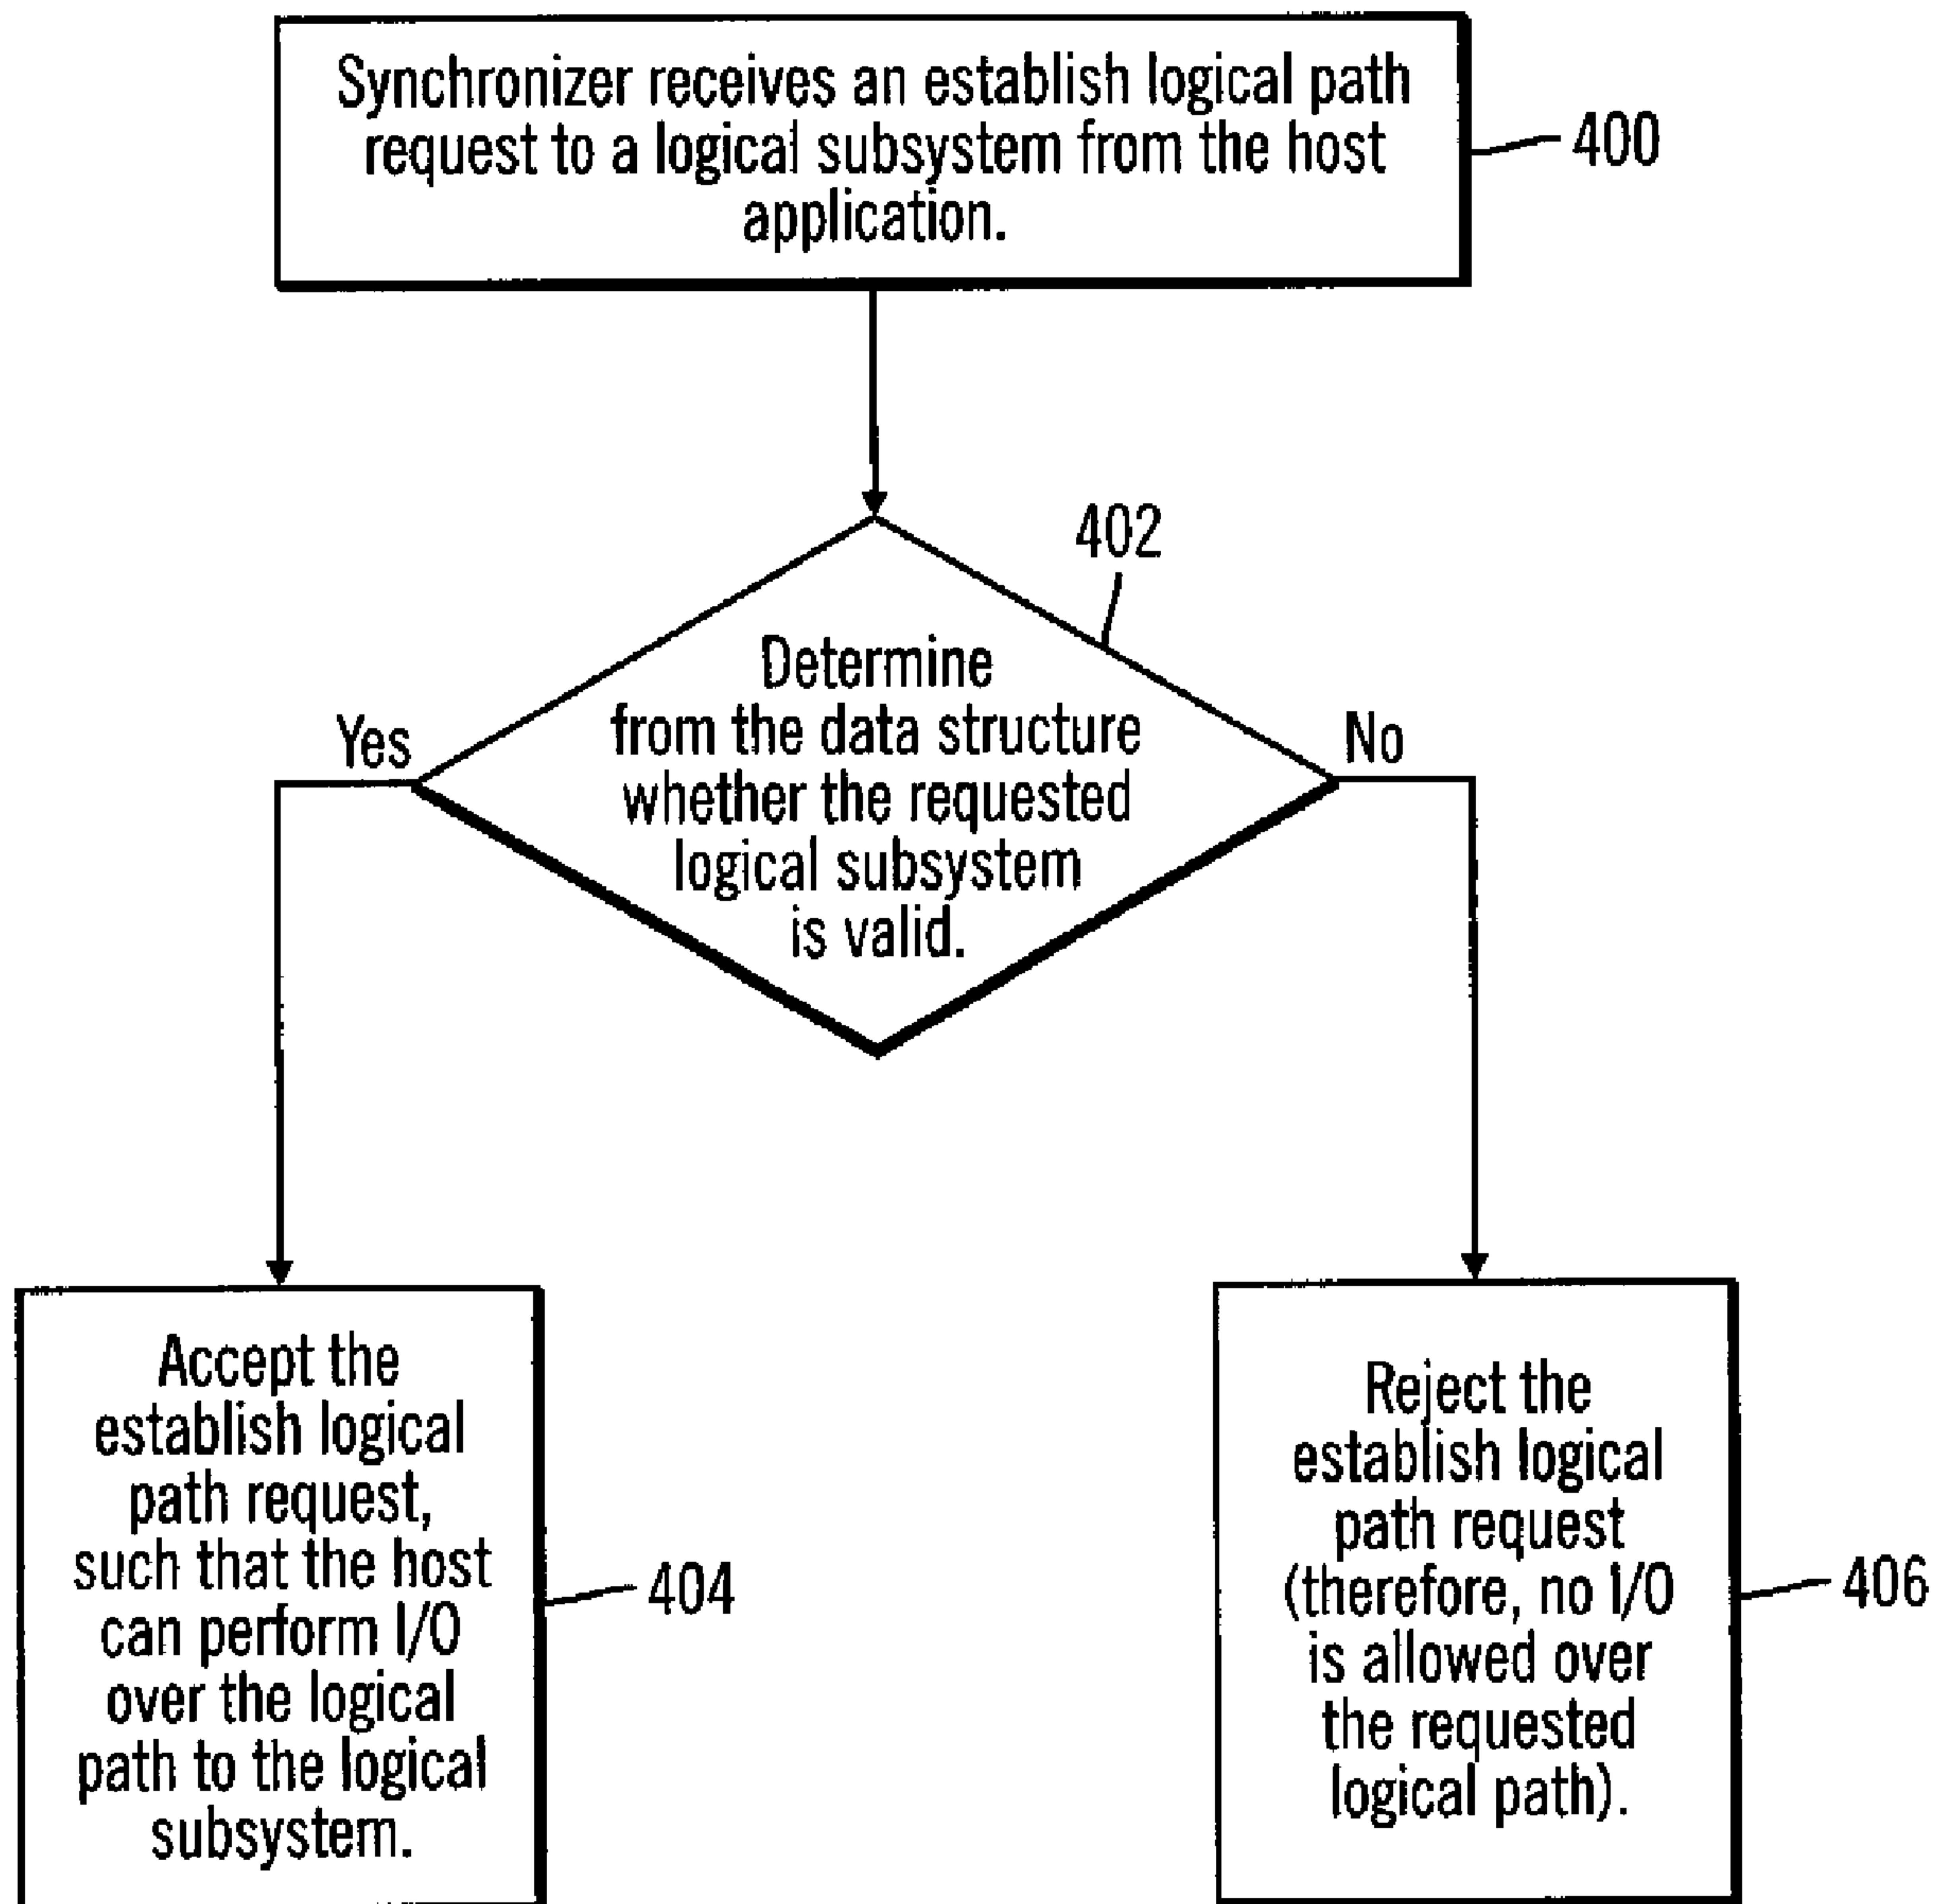 Synchronizer receives an establish logical path
request to a logical subsystem from the host
application.
400
402
Determine
from the data structure
whether the requested
logical subsystem
is valid.
Yes
No
Accept the
establish logical
path request,
such that the host
can perform I/O
over the logical
path to the logical
subsystem.
404
Reject the
establish logical
path request
(therefore, no I/O
is allowed over
the requested
logical path).
406